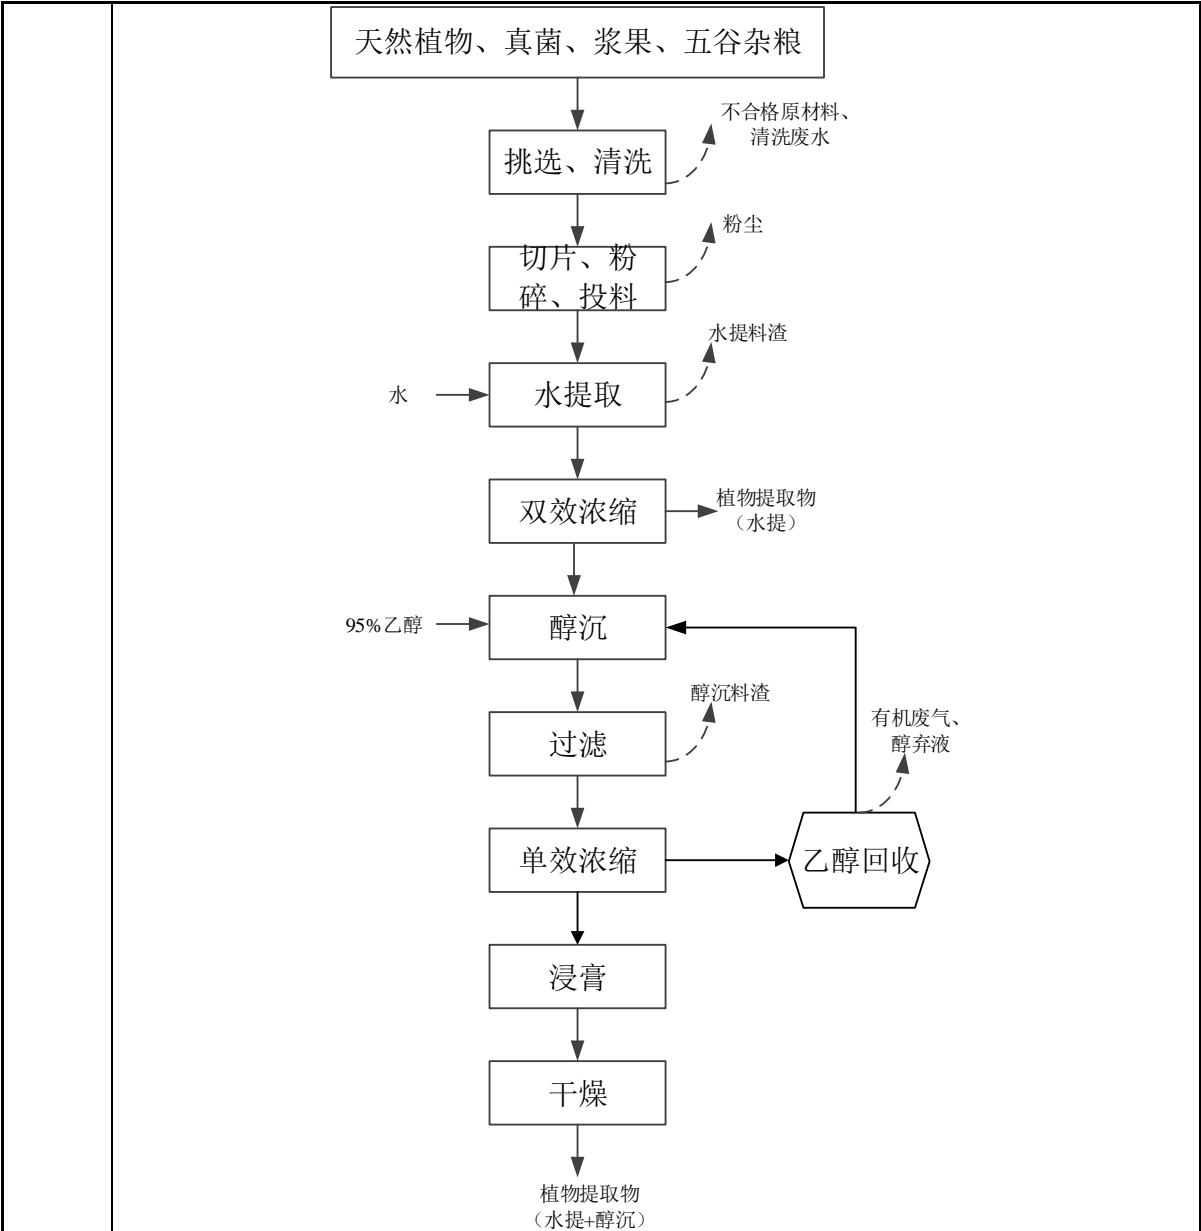 天然植物、真菌、浆果、五谷杂粮
不合格原材料、
清洗废水
挑选、清洗
粉尘
切片、粉
碎、投料
水提料渣
水
水提取
双效浓缩
植物提取物
（水提）
95%乙醇
醇沉
醇沉料渣
过滤
有机废气、
醇弃液
单效浓缩
乙醇回收
浸膏
干燥
植物提取物
（水提+醇沉）